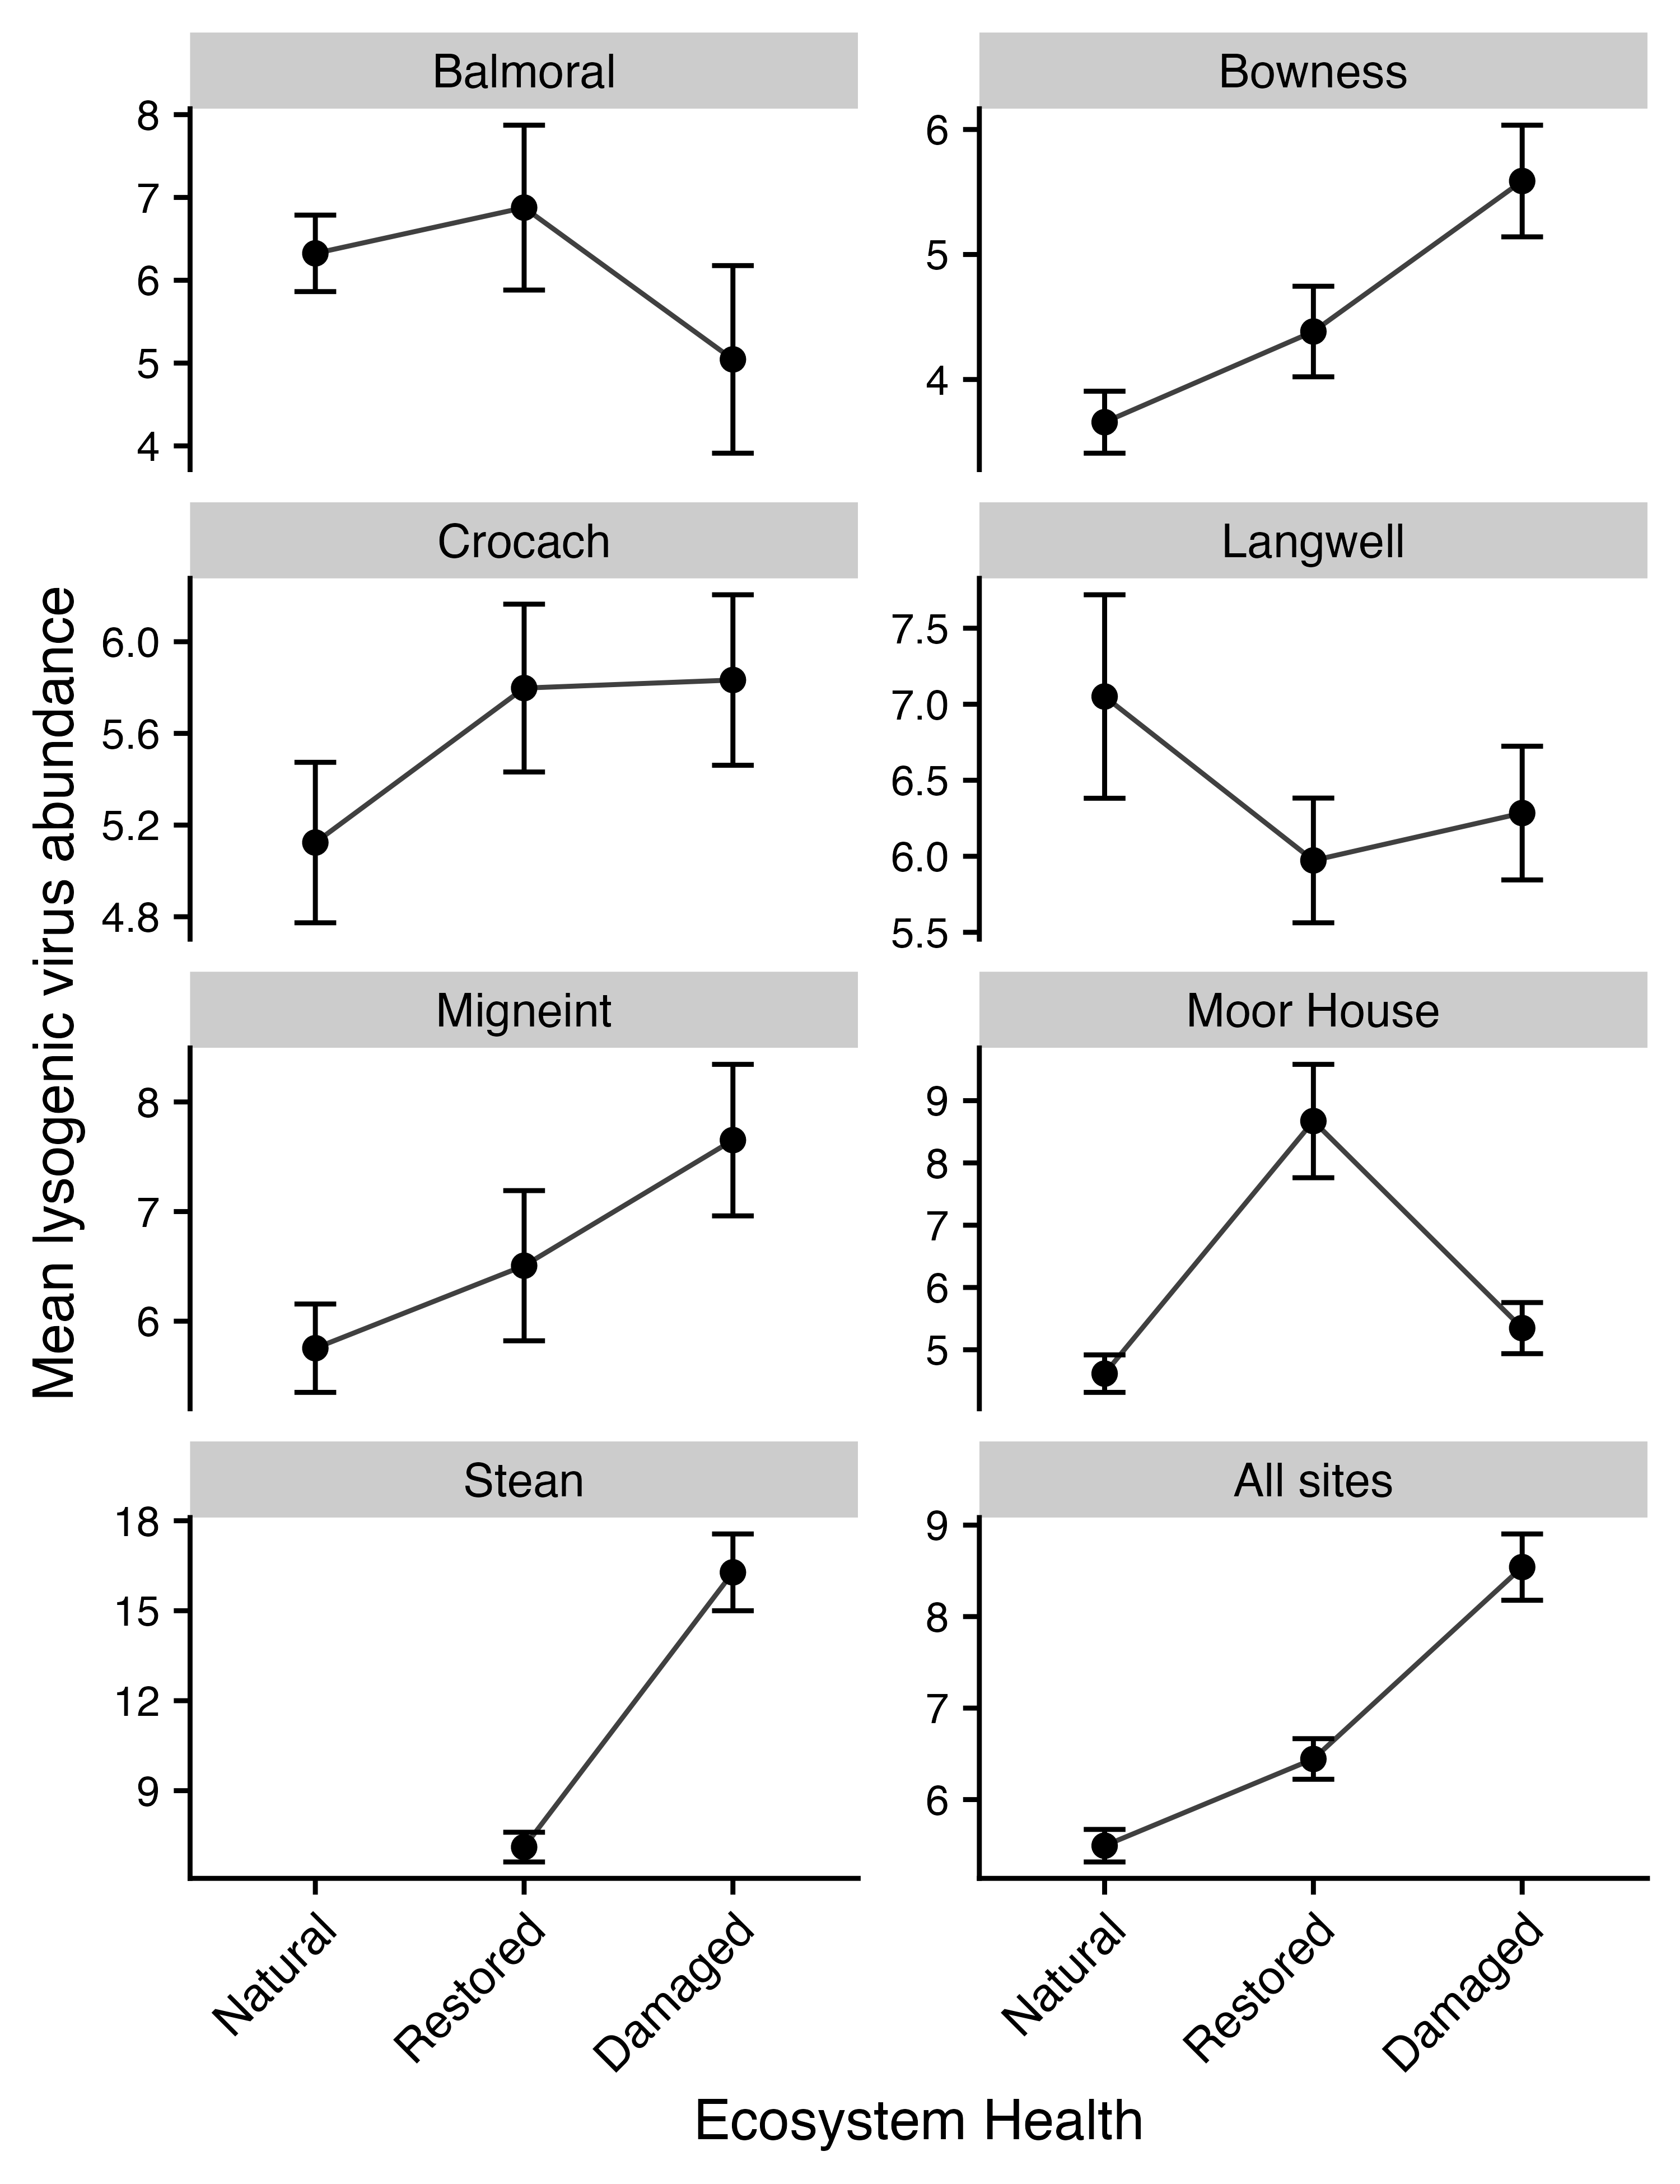 Balmoral
8
7
6
5
4
Bowness
6
5
4
Crocach
6.0
5.6
5.2
4.8
Langwell
7.5
7.0
6.5
6.0
5.5
Migneint
8
7
6
Moor House
9
8
7
6
5
Stean
18
15
12
9
All sites
9
8
7
6
Natural
Restored
Damaged
Natural
Restored
Damaged
Mean lysogenic virus abundance
Ecosystem Health